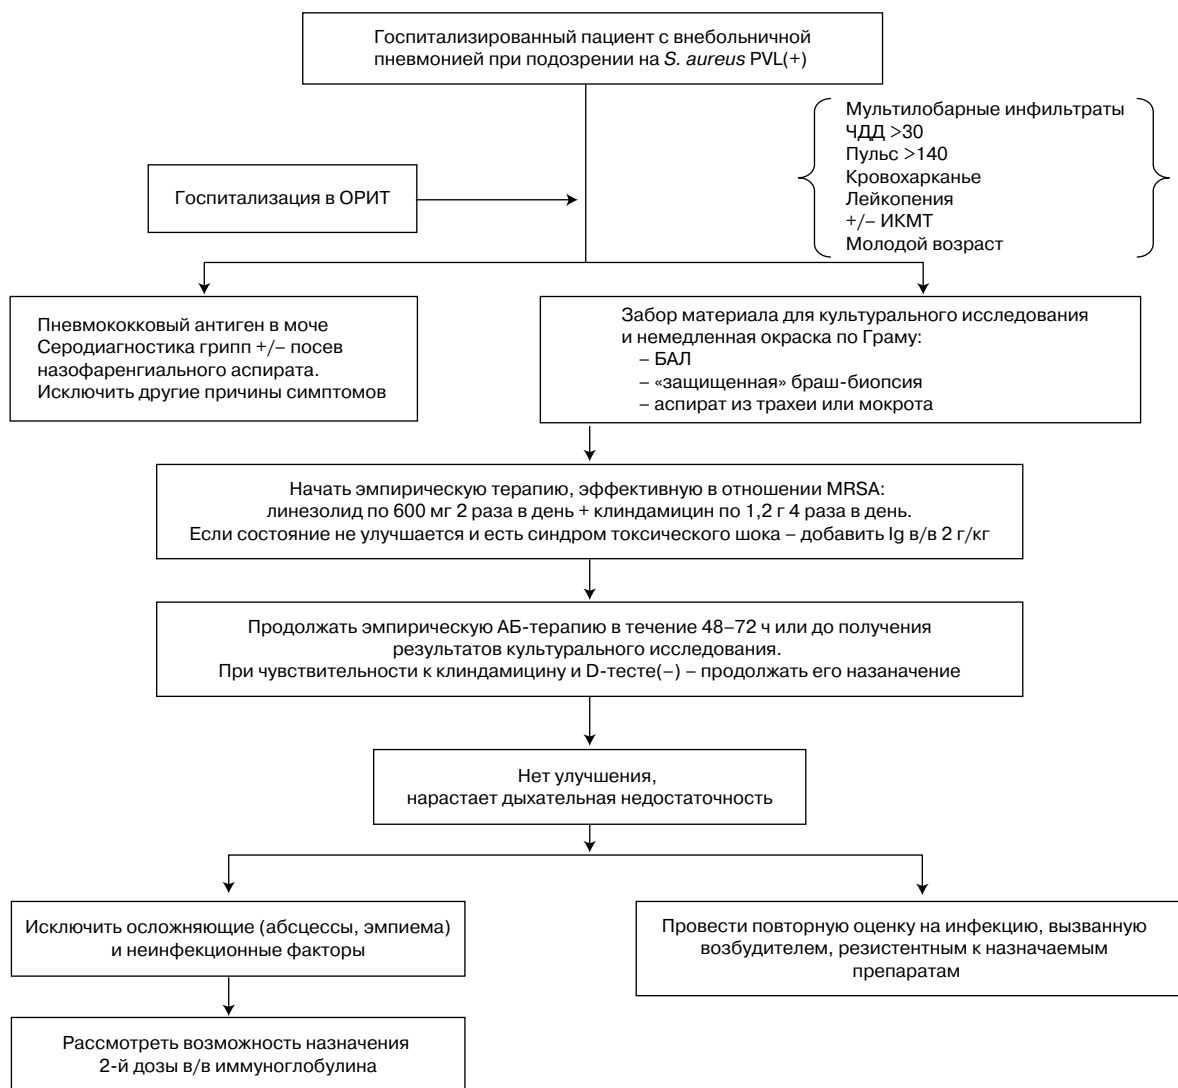 Госпитализированный пациент с внебольничной
пневмонией при подозрении на S. aureus PVL(+)
Мультилобарные инфильтраты
ЧДД >30
Пульс >140
Кровохарканье
Лейкопения
+/– ИКМТ
Молодой возраст
Госпитализация в ОРИТ
Пневмококковый антиген в моче
Серодиагностика грипп +/– посев
назофаренгиального аспирата.
Исключить другие причины симптомов
Забор материала для культурального исследования
и немедленная окраска по Граму:
– БАЛ
– «защищенная» браш-биопсия
– аспират из трахеи или мокрота
Начать эмпирическую терапию, эффективную в отношении MRSA:
линезолид по 600 мг 2 раза в день + клиндамицин по 1,2 г 4 раза в день.
Если состояние не улучшается и есть синдром токсического шока – добавить Ig в/в 2 г/кг
Продолжать эмпирическую АБ-терапию в течение 48–72 ч или до получения
результатов культурального исследования.
При чувствительности к клиндамицину и D-тесте(–) – продолжать его назаначение
Нет улучшения,
нарастает дыхательная недостаточность
Исключить осложняющие (абсцессы, эмпиема)
и неинфекционные факторы
Провести повторную оценку на инфекцию, вызванную
возбудителем, резистентным к назначаемым
препаратам
Рассмотреть возможность назначения
2-й дозы в/в иммуноглобулина